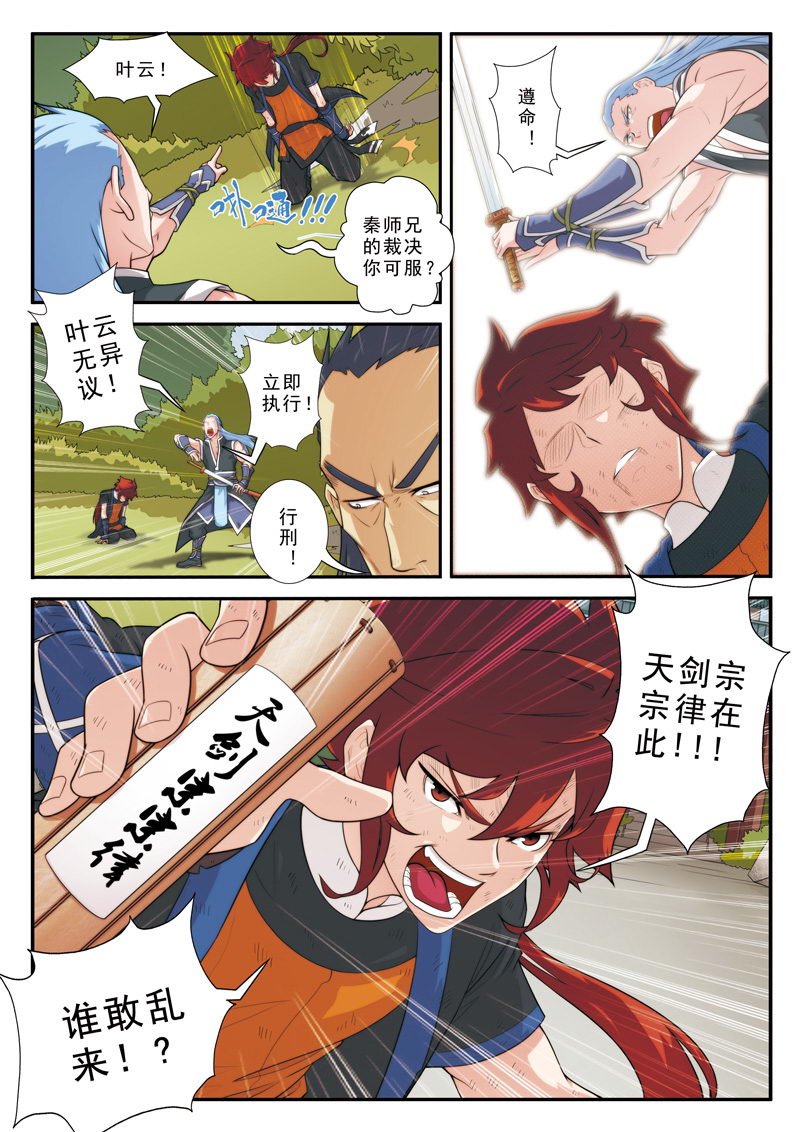 叶云！
扑通!!!
秦师兄
的裁决
你可服？
遵命！
叶云异
无议！
立即
执行！
行刑！
天剑宗
宗律在
此!!!
天剑宗宗律
谁敢乱
来！？